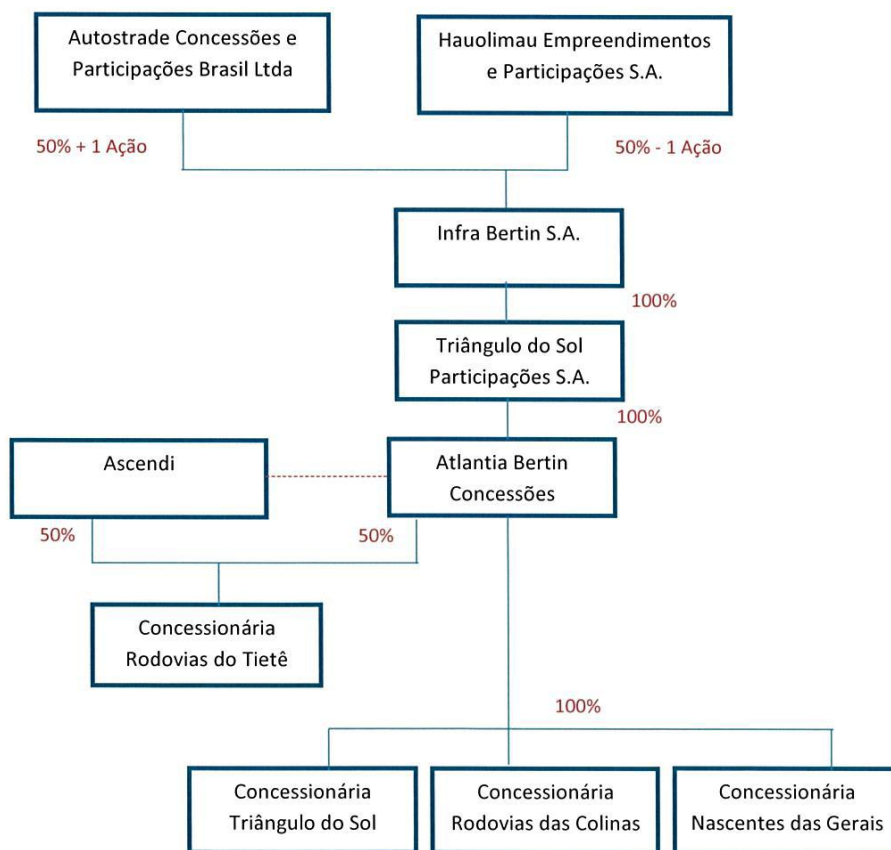 Autostrade Concessões e
Participações Brasil Ltda
Hauolimau Empreendimentos
e Participações S.A.
50% + 1 Ação
50% - 1 Ação
Infra Bertin S.A.
100%
Triângulo do Sol
Participações S.A.
100%
Ascendi
Atlantia Bertin
Concessões
50%
50%
Concessionária
Rodovias do Tietê
100%
Concessionária
Triângulo do Sol
Concessionária
Rodovias das Colinas
Concessionária
Nascentes das Gerais